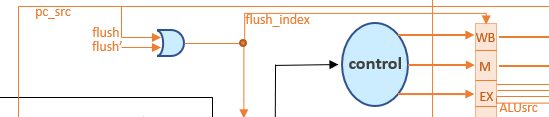 pc_src
flush_index
flush
flush'
control
WB
M
EX
ALUsrc